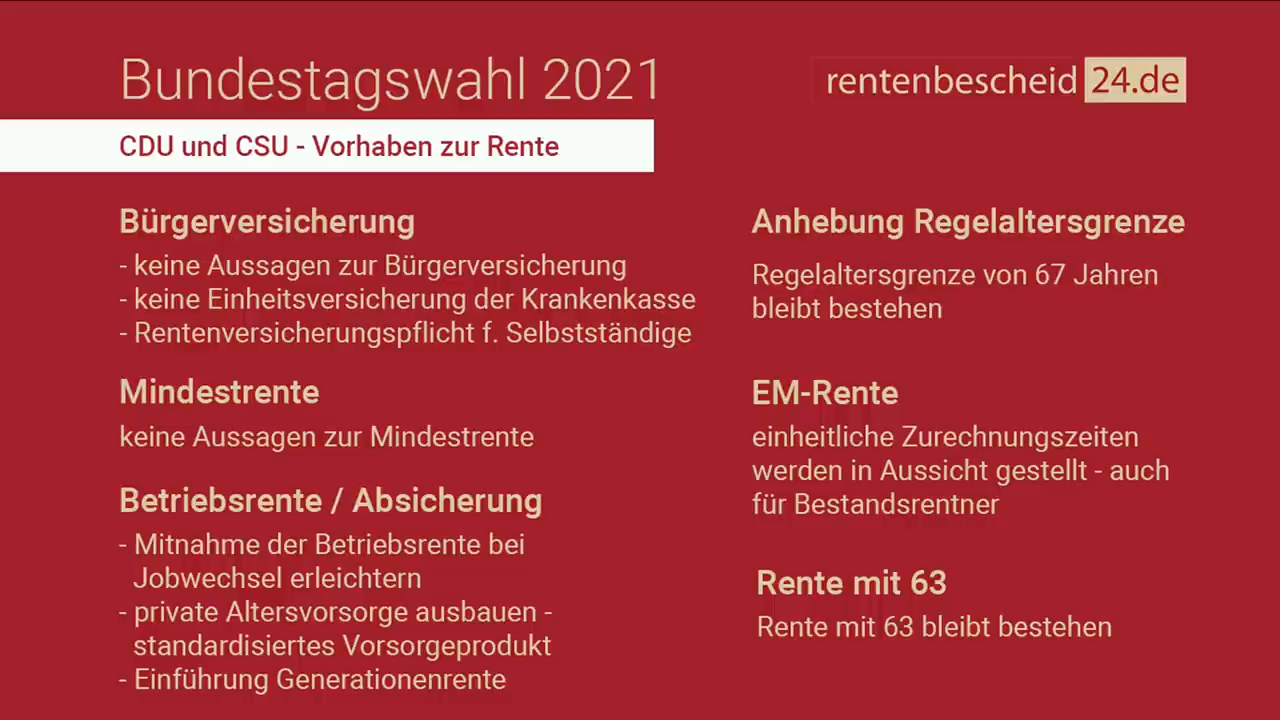 Bundestagswahl 2021
rentenbescheid 24.de
CDU und CSU - Vorhaben zur Rente
Bürgerversicherung
- keine Aussagen zur Bürgerversicherung
- keine Einheitsversicherung der Krankenkasse
- Rentenversicherungspflicht f. Selbstständige
Mindestrente
keine Aussagen zur Mindestrente
Betriebsrente / Absicherung
- Mitnahme der Betriebsrente bei
Jobwechsel erleichtern
- private Altersvorsorge ausbauen -
standardisiertes Vorsorgeprodukt
- Einführung Generationenrente
Anhebung Regelaltersgrenze
Regelaltersgrenze von 67 Jahren
bleibt bestehen
EM-Rente
einheitliche Zurechnungszeiten
werden in Aussicht gestellt - auch
für Bestandsrentner
Rente mit 63
Rente mit 63 bleibt bestehen